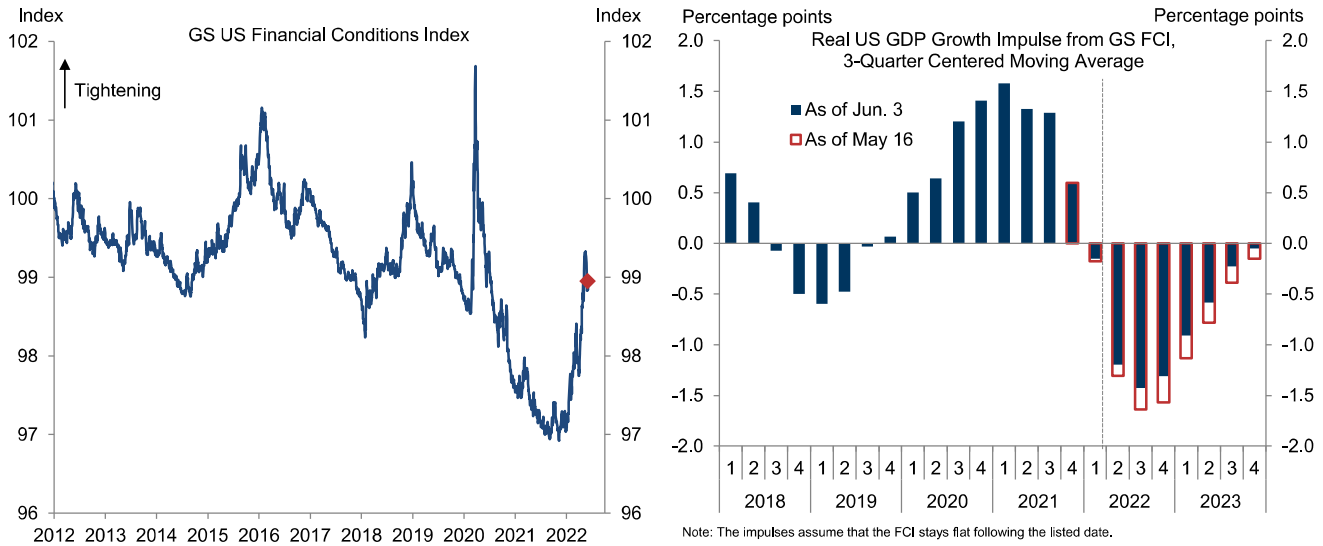 Index
Index
GS US Financial Conditions Index
102
101
100
99
98
97
96
Tightening
102
101
100
99
98
97
96
2012 2013 2014 2015 2016 2017 2018 2019 2020 2021 2022
Percentage points
Percentage points
Real US GDP Growth Impulse from GS FCI,
3-Quarter Centered Moving Average
2.0
1.5
1.0
0.5
0.0
-0.5
-1.0
-1.5
-2.0
As of Jun. 3
As of May 16
2.0
1.5
1.0
0.5
0.0
-0.5
-1.0
-1.5
-2.0
1 2 3 4 1 2 3 4 1 2 3 4 1 2 3 4 1 2 3 4 1 2 3 4
2018 2019 2020 2021 2022 2023
Note: The impulses assume that the FCI stays flat following the listed date.